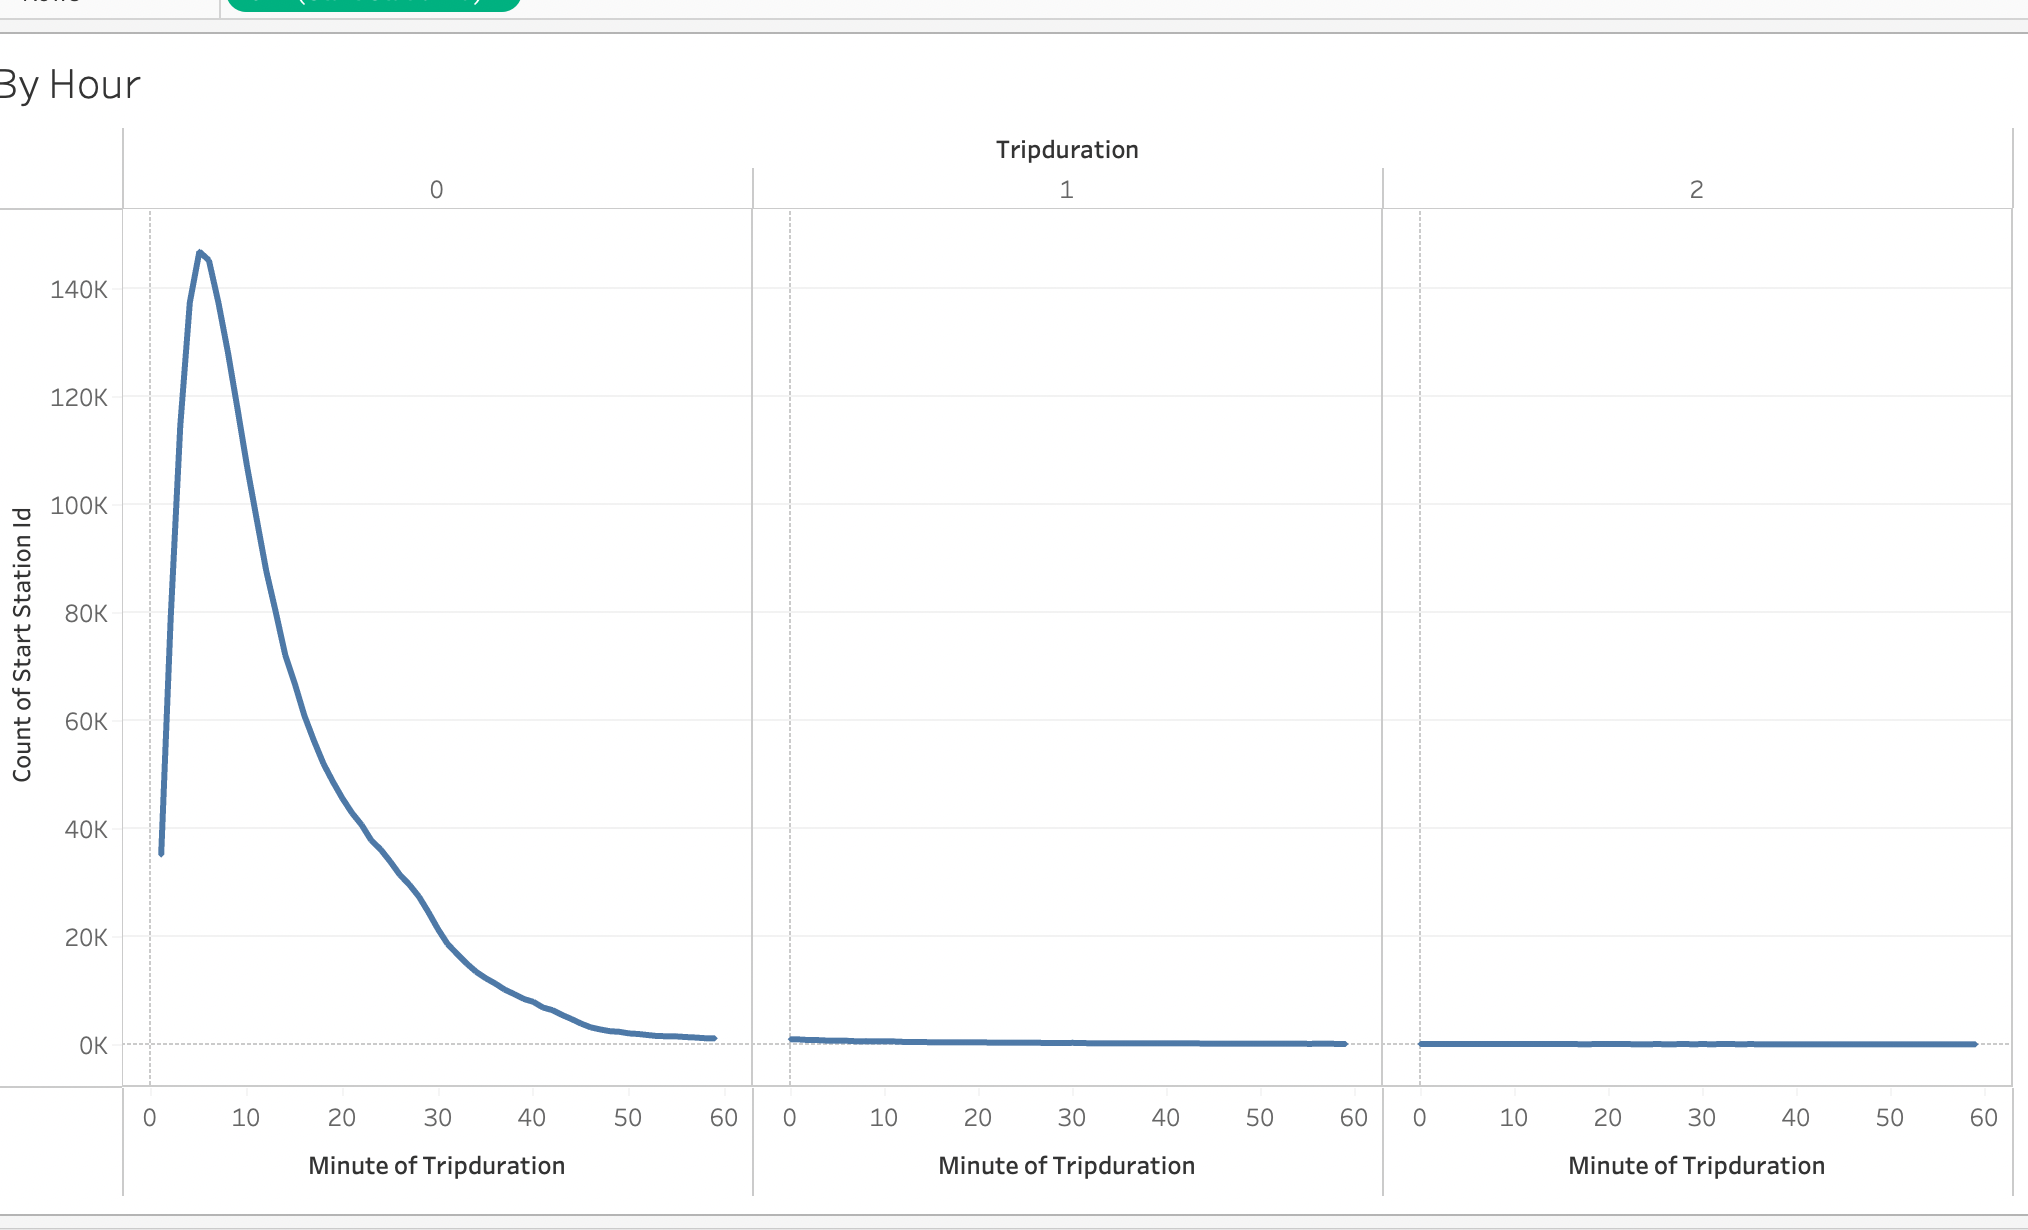 By Hour
Tripduration
0 1 2
Count of Start Station Id
140K
120K
100K
80K
60K
40K
20K
0K
0 10 20 30 40 50 60 0 10 20 30 40 50 60 0 10 20 30 40 50 60
Minute of Tripduration Minute of Tripduration Minute of Tripduration